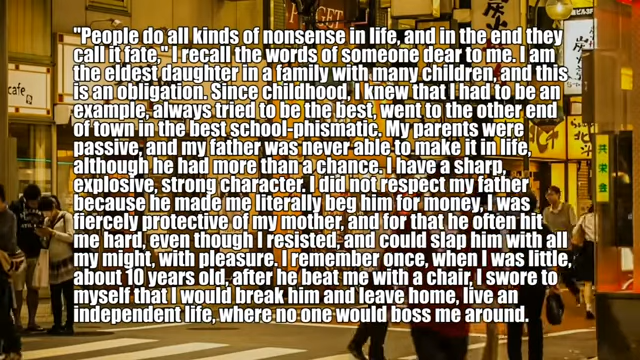 "People do all kinds of nonsense in life, and in the end they
call it fate," I recall the words of someone dear to me. I am
the eldest daughter in a family with many children, and this
is an obligation. Since childhood, I knew that I had to be an
example, always tried to be the best, went to the other end
of town in the best school-phismatic. My parents were
passive, and my father was never able to make it in life,
although he had more than a chance. I have a sharp,
explosive, strong character. I did not respect my father
because he made me literally beg him for money, I was
fiercely protective of my mother, and for that he often hit
me hard, even though I resisted, and could slap him with all
my might, with pleasure. I remember once, when I was little,
about 10 years old, after he beat me with a chair, I swore to
myself that I would break him and leave home, live an
independent life, where no one would boss me around.
共栄会